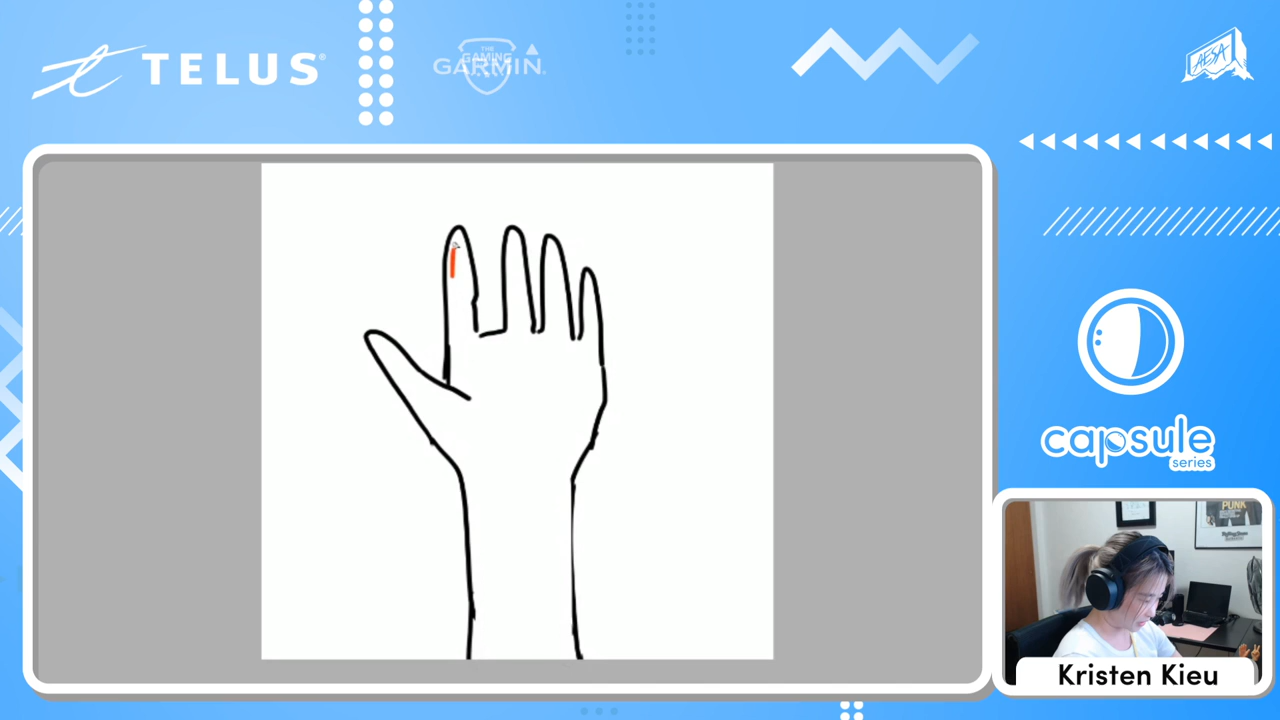 TELUS®
THE
GAMING
GARMIN
AESA
capsule
series
PUNK
Kristen Kieu